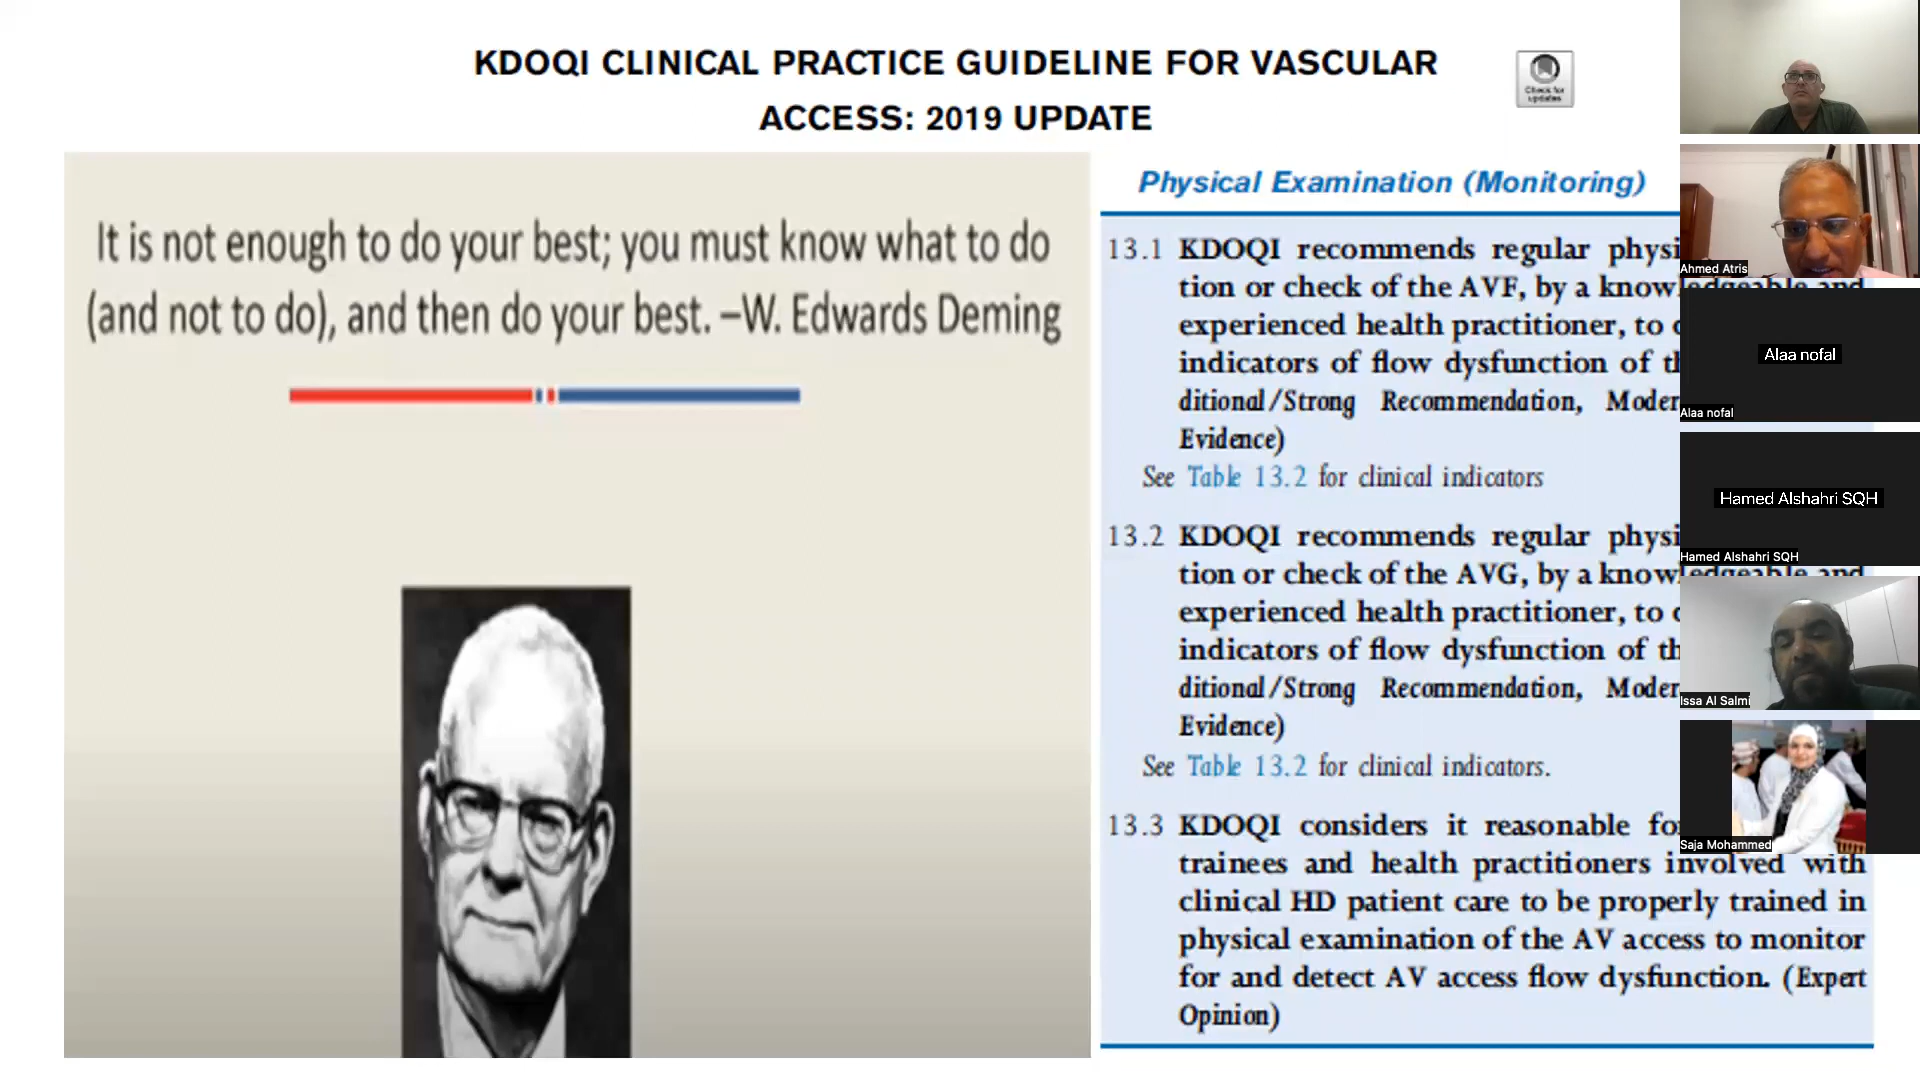 KDOQI CLINICAL PRACTICE GUIDELINE FOR VASCULAR
ACCESS: 2019 UPDATE
Check for
updates
It is not enough to do your best; you must know what to do
(and not to do), and then do your best. –W. Edwards Deming
Physical Examination (Monitoring)
13.1 KDOQI recommends regular physi
tion or check of the AVF, by a knowledgeable and
experienced health practitioner, to
indicators of flow dysfunction of th
ditional/Strong Recommendation, Moder
Evidence)
See Table 13.2 for clinical indicators
13.2 KDOQI recommends regular physi
tion or check of the AVG, by a knowledgeable and
experienced health practitioner, to
indicators of flow dysfunction of th
ditional/Strong Recommendation, Moder
Evidence)
See Table 13.2 for clinical indicators.
13.3 KDOQI considers it reasonable fo
trainees and health practitioners involved with
clinical HD patient care to be properly trained in
physical examination of the AV access to monitor
for and detect AV access flow dysfunction. (Expert
Opinion)
Ahmed Atris
Alaa nofal
Alaa nofal
Hamed Alshahri SQH
Hamed Alshahri SQH
Issa Al Salmi
Saja Mohammed